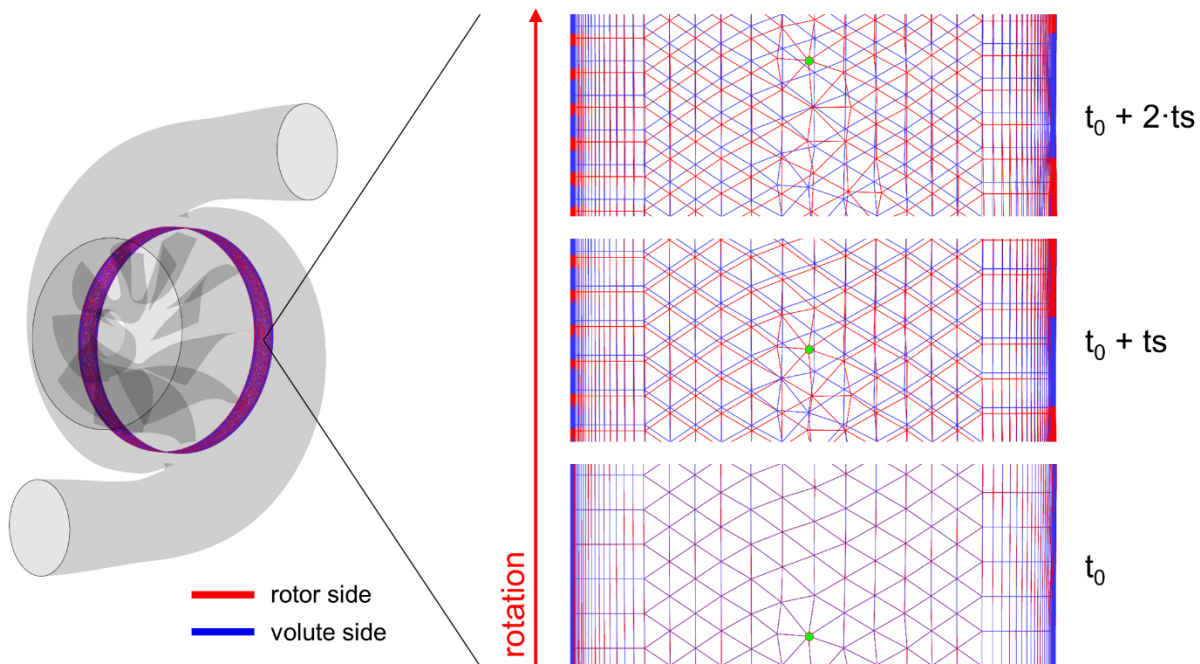 t₀ + 2·ts
t₀ + ts
t₀
rotation
rotor side
volute side